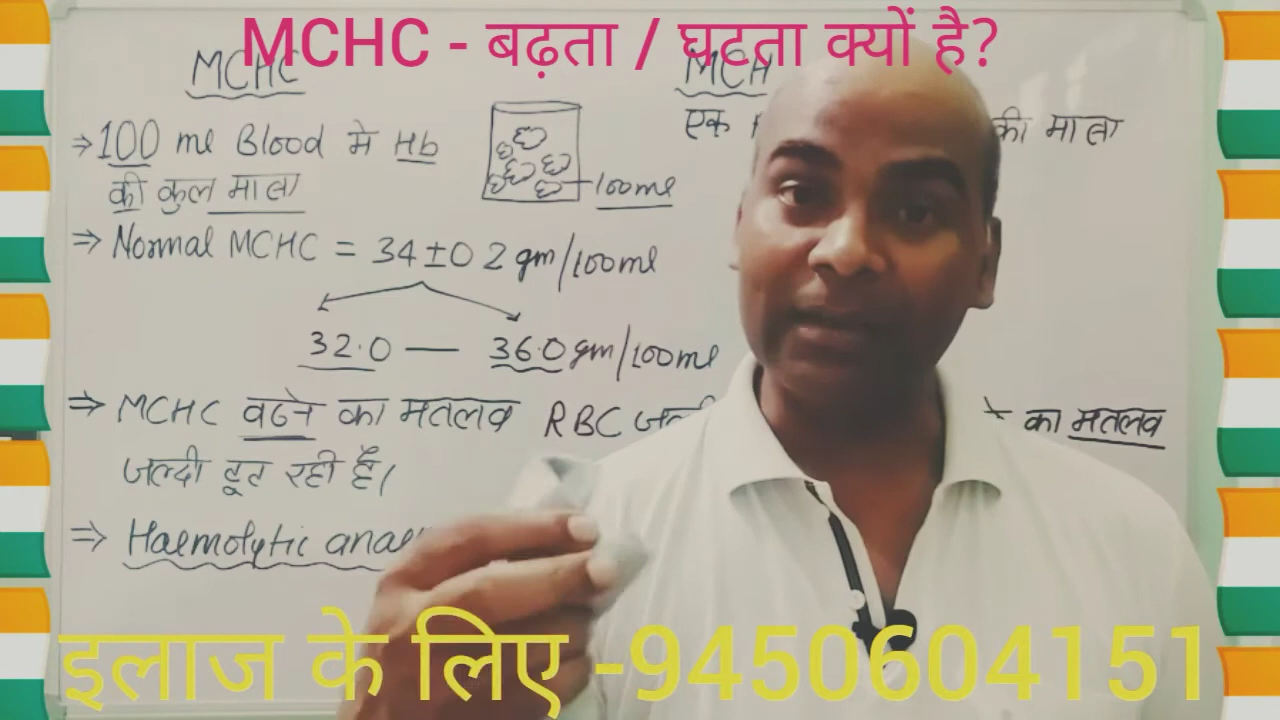 MCHC - बढ़ता / घटता क्यों है?
MCHC
MCH
⇒ 100 ml Blood मे Hb
की कुल मात्रा
100ml
एक
की मात्रा
⇒ Normal MCHC = 34±0 2 gm/100ml
32.0 — 36.0 gm/100ml
⇒ MCHC बढने का मतलब RBC
जल्दी टूट रही हैं।
का मतलब
⇒ Haemolytic
इलाज के लिए -9450604151